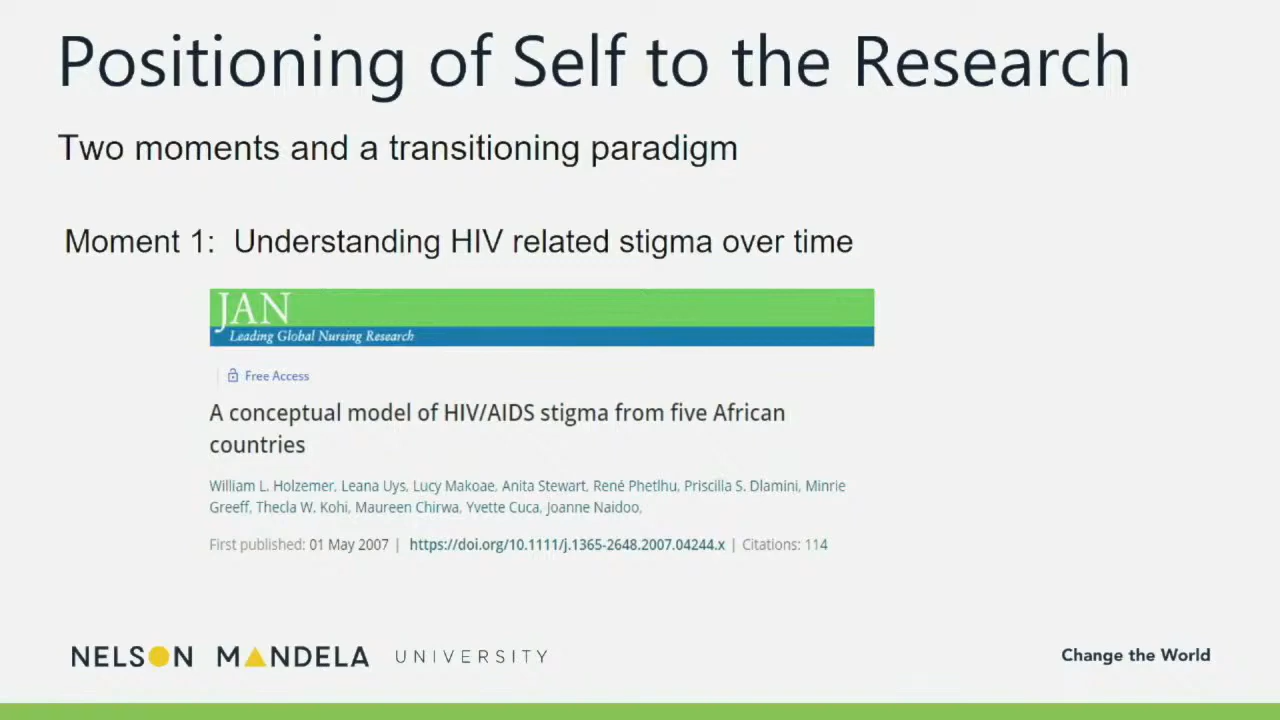 Positioning of Self to the Research
Two moments and a transitioning paradigm
Moment 1: Understanding HIV related stigma over time
JAN
Leading Global Nursing Research
Free Access
A conceptual model of HIV/AIDS stigma from five African
countries
William L. Holzemer, Leana Uys, Lucy Makoae, Anita Stewart, René Phetlhu, Priscilla S. Dlamini, Minrie
Greeff, Thecla W. Kohi, Maureen Chirwa, Yvette Cuca, Joanne Naidoo,
First published: 01 May 2007 | https://doi.org/10.1111/j.1365-2648.2007.04244.x | Citations: 114
NELSON MANDELA UNIVERSITY
Change the World